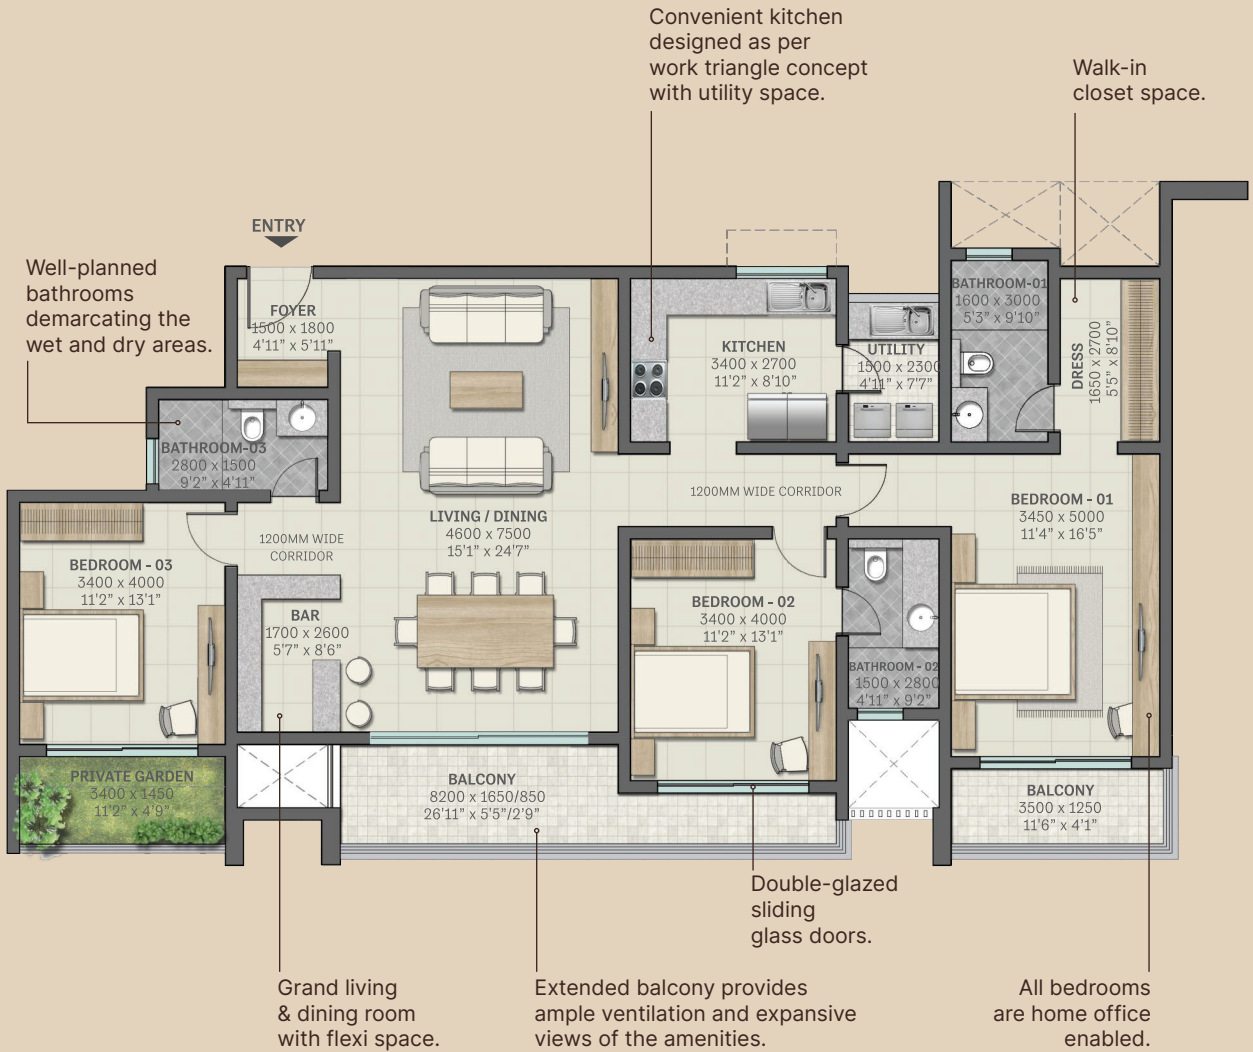 Convenient kitchen
designed as per
work triangle concept
with utility space.
Walk-in
closet space.
ENTRY
Well-planned
bathrooms
demarcating the
wet and dry areas.
FOYER
1500 x 1800
4'11" x 5'11"
KITCHEN
3400 x 2700
11'2" x 8'10"
UTILITY
1500 x 2300
4'11" x 7'7"
BATHROOM-01
1600 x 3000
5'3" x 9'10"
DRESS
1650 x 2700
5'5" x 8'10"
BATHROOM-03
2800 x 1500
9'2" x 4'11"
1200MM WIDE CORRIDOR
LIVING / DINING
4600 x 7500
15'1" x 24'7"
BEDROOM - 01
3450 x 5000
11'4" x 16'5"
1200MM WIDE
CORRIDOR
BEDROOM - 03
3400 x 4000
11'2" x 13'1"
BAR
1700 x 2600
5'7" x 8'6"
BEDROOM - 02
3400 x 4000
11'2" x 13'1"
BATHROOM - 02
1500 x 2800
4'11" x 9'2"
PRIVATE GARDEN
3400 x 1450
11'2" x 4'9"
BALCONY
8200 x 1650/850
26'11" x 5'5"/2'9"
BALCONY
3500 x 1250
11'6" x 4'1"
Double-glazed
sliding
glass doors.
Grand living
& dining room
with flexi space.
Extended balcony provides
ample ventilation and expansive
views of the amenities.
All bedrooms
are home office
enabled.